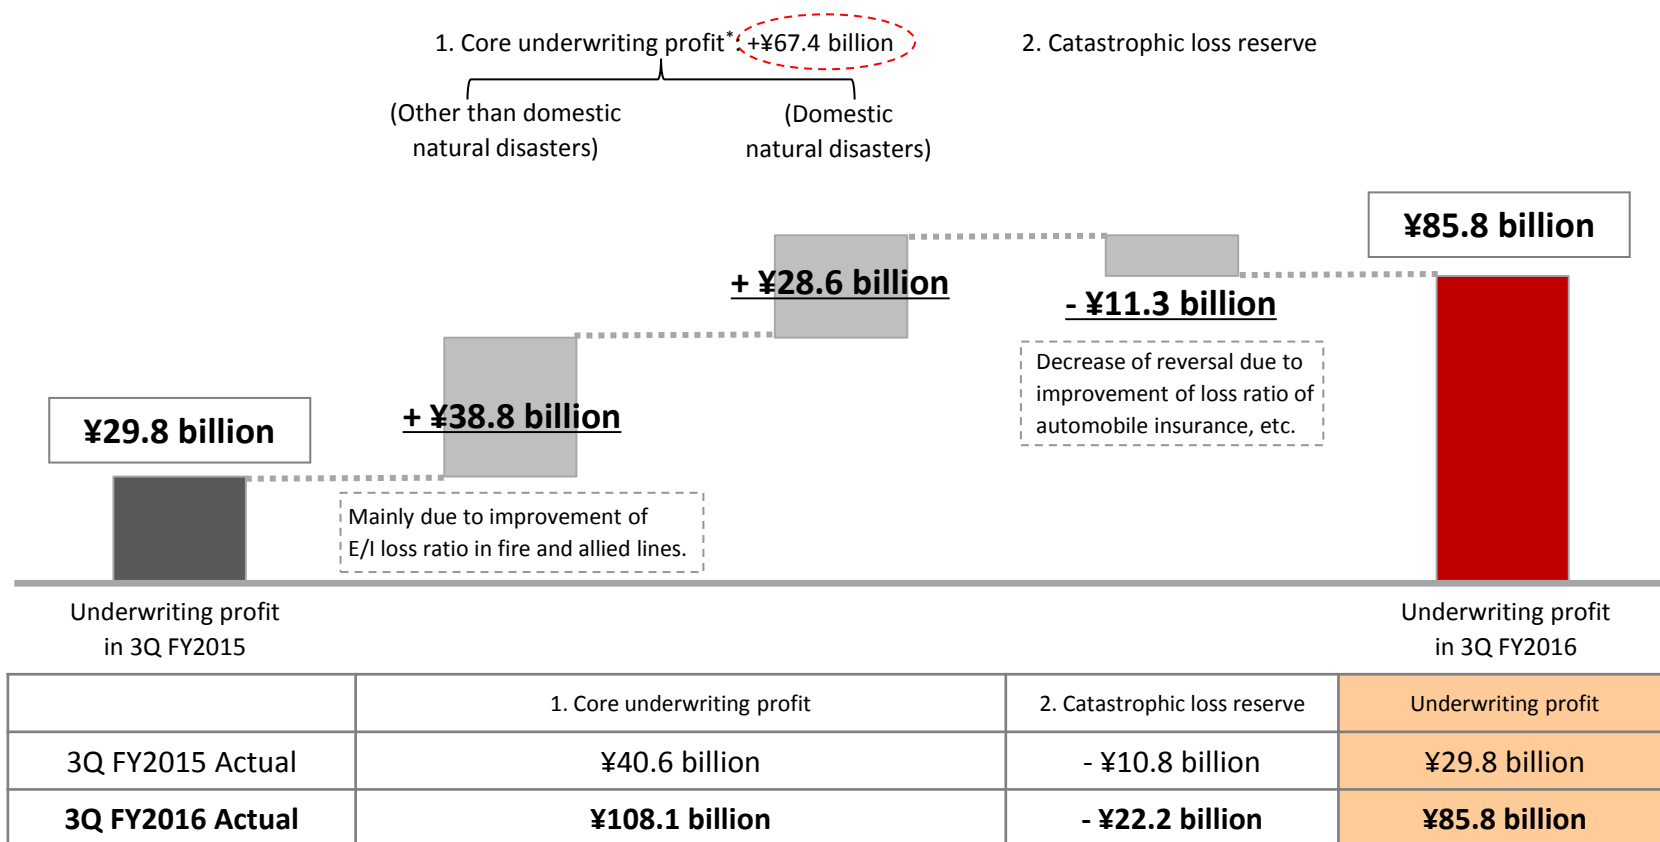 1. Core underwriting profit*: +¥67.4 billion
2. Catastrophic loss reserve
(Other than domestic
natural disasters)
(Domestic
natural disasters)
¥85.8 billion
+ ¥28.6 billion
- ¥11.3 billion
Decrease of reversal due to
improvement of loss ratio of
automobile insurance, etc.
+ ¥38.8 billion
¥29.8 billion
Mainly due to improvement of
E/I loss ratio in fire and allied lines.
Underwriting profit
in 3Q FY2015
Underwriting profit
in 3Q FY2016
1. Core underwriting profit 2. Catastrophic loss reserve Underwriting profit
3Q FY2015 Actual ¥40.6 billion - ¥10.8 billion ¥29.8 billion
3Q FY2016 Actual ¥108.1 billion - ¥22.2 billion ¥85.8 billion